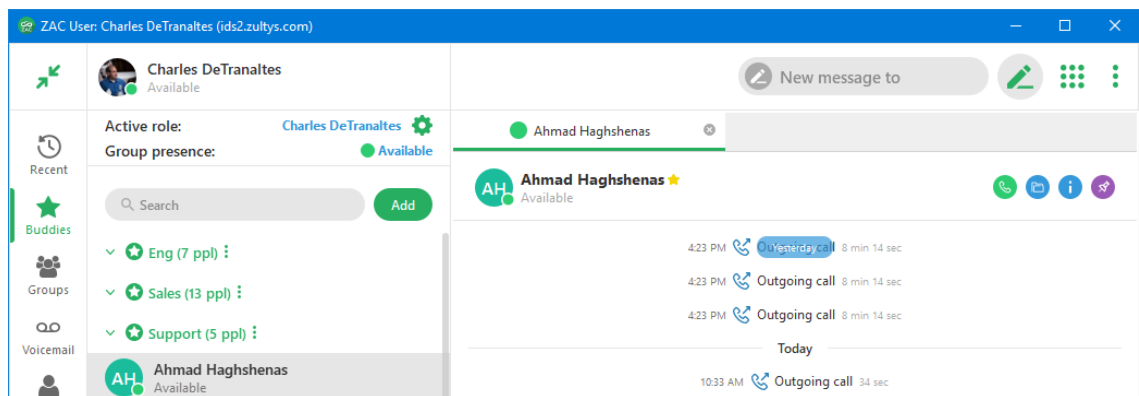 ZAC User: Charles DeTranaltes (ids2.zultys.com)
Charles DeTranaltes
Available
New message to
Recent
Buddies
Groups
Voicemail
Active role: Charles DeTranaltes
Group presence: Available
Search Add
Eng (7 ppl)
Sales (13 ppl)
Support (5 ppl)
AH Ahmad Haghshenas
Available
Ahmad Haghshenas
AH Ahmad Haghshenas
Available
4:23 PM Outgoing call 8 min 14 sec
Yesterday
4:23 PM Outgoing call 8 min 14 sec
4:23 PM Outgoing call 8 min 14 sec
Today
10:33 AM Outgoing call 34 sec